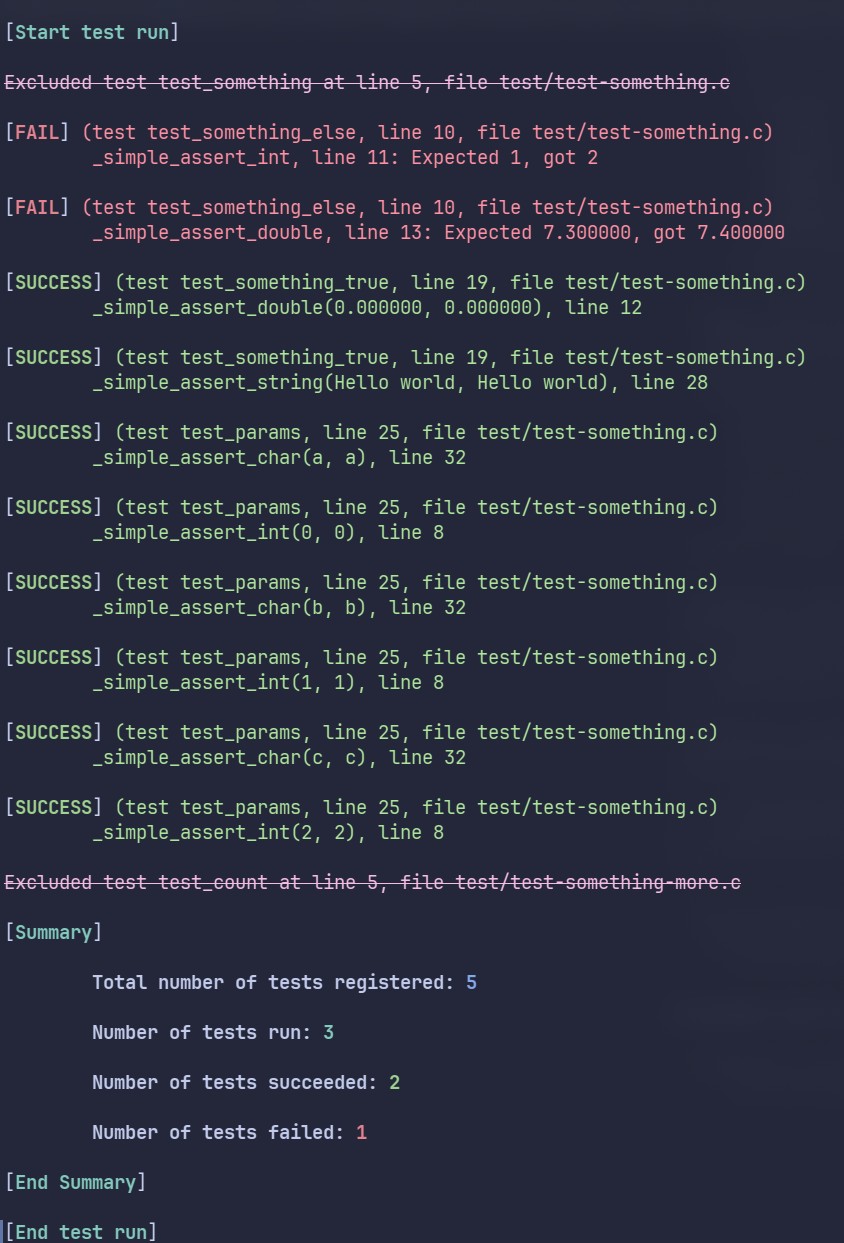 [Start test run]
Excluded test test_something at line 5, file test/test-something.c
[FAIL] (test test_something_else, line 10, file test/test-something.c)
_simple_assert_int, line 11: Expected 1, got 2
[FAIL] (test test_something_else, line 10, file test/test-something.c)
_simple_assert_double, line 13: Expected 7.300000, got 7.400000
[SUCCESS] (test test_something_true, line 19, file test/test-something.c)
_simple_assert_double(0.000000, 0.000000), line 12
[SUCCESS] (test test_something_true, line 19, file test/test-something.c)
_simple_assert_string(Hello world, Hello world), line 28
[SUCCESS] (test test_params, line 25, file test/test-something.c)
_simple_assert_char(a, a), line 32
[SUCCESS] (test test_params, line 25, file test/test-something.c)
_simple_assert_int(0, 0), line 8
[SUCCESS] (test test_params, line 25, file test/test-something.c)
_simple_assert_char(b, b), line 32
[SUCCESS] (test test_params, line 25, file test/test-something.c)
_simple_assert_int(1, 1), line 8
[SUCCESS] (test test_params, line 25, file test/test-something.c)
_simple_assert_char(c, c), line 32
[SUCCESS] (test test_params, line 25, file test/test-something.c)
_simple_assert_int(2, 2), line 8
Excluded test test_count at line 5, file test/test-something-more.c
[Summary]
Total number of tests registered: 5
Number of tests run: 3
Number of tests succeeded: 2
Number of tests failed: 1
[End Summary]
[End test run]